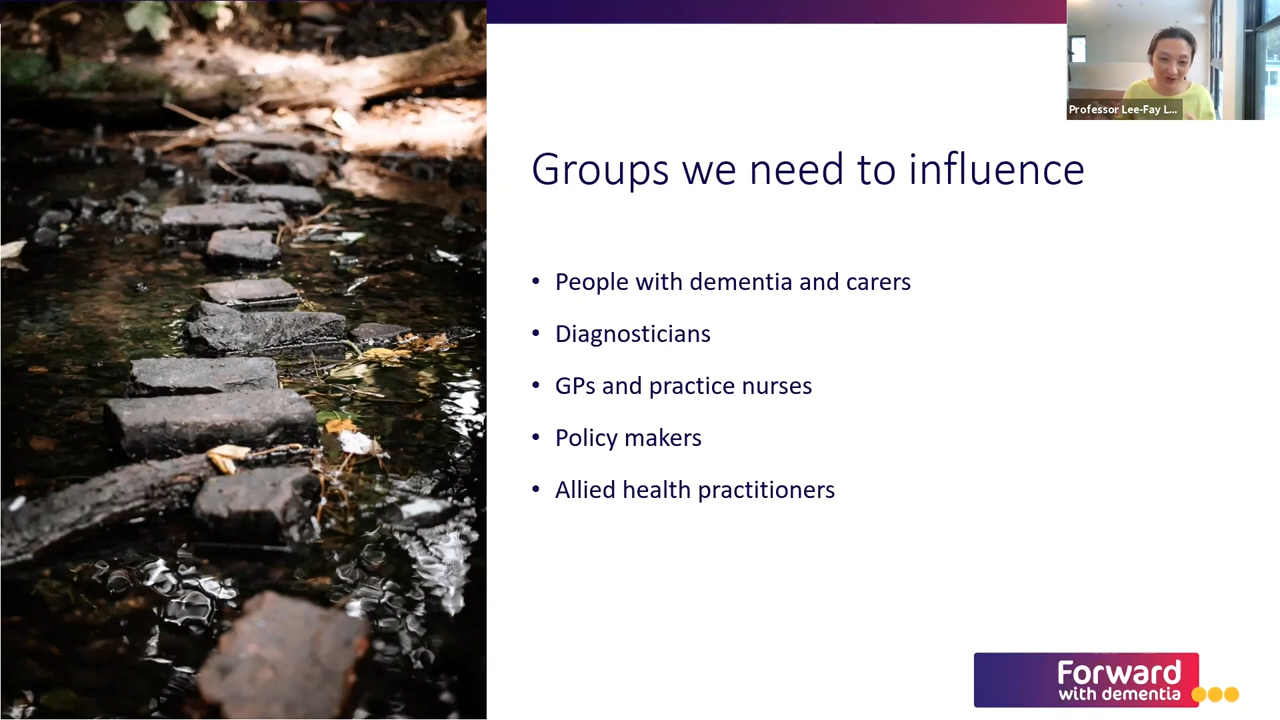 Professor Lee-Fay L...
Groups we need to influence
• People with dementia and carers
• Diagnosticians
• GPs and practice nurses
• Policy makers
• Allied health practitioners
Forward
with dementia